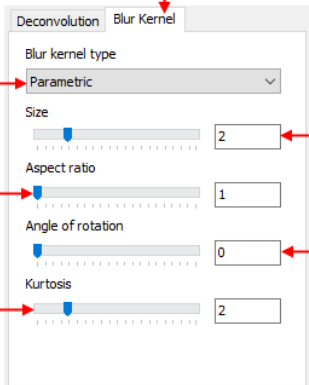 Deconvolution Blur Kernel
Blur kernel type
Parametric
Size
2
Aspect ratio
1
Angle of rotation
0
Kurtosis
2